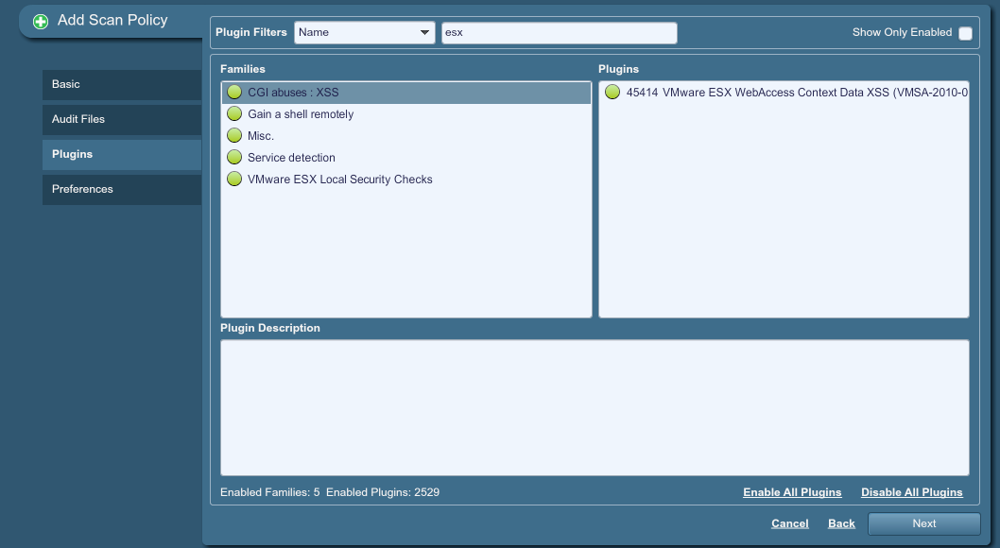 Add Scan Policy
Plugin Filters Name esx Show Only Enabled
Basic
Audit Files
Plugins
Preferences
Families
CGI abuses : XSS
Gain a shell remotely
Misc.
Service detection
VMware ESX Local Security Checks
Plugins
45414 VMware ESX WebAccess Context Data XSS (VMSA-2010-0
Plugin Description
Enabled Families: 5 Enabled Plugins: 2529
Enable All Plugins Disable All Plugins
Cancel Back Next